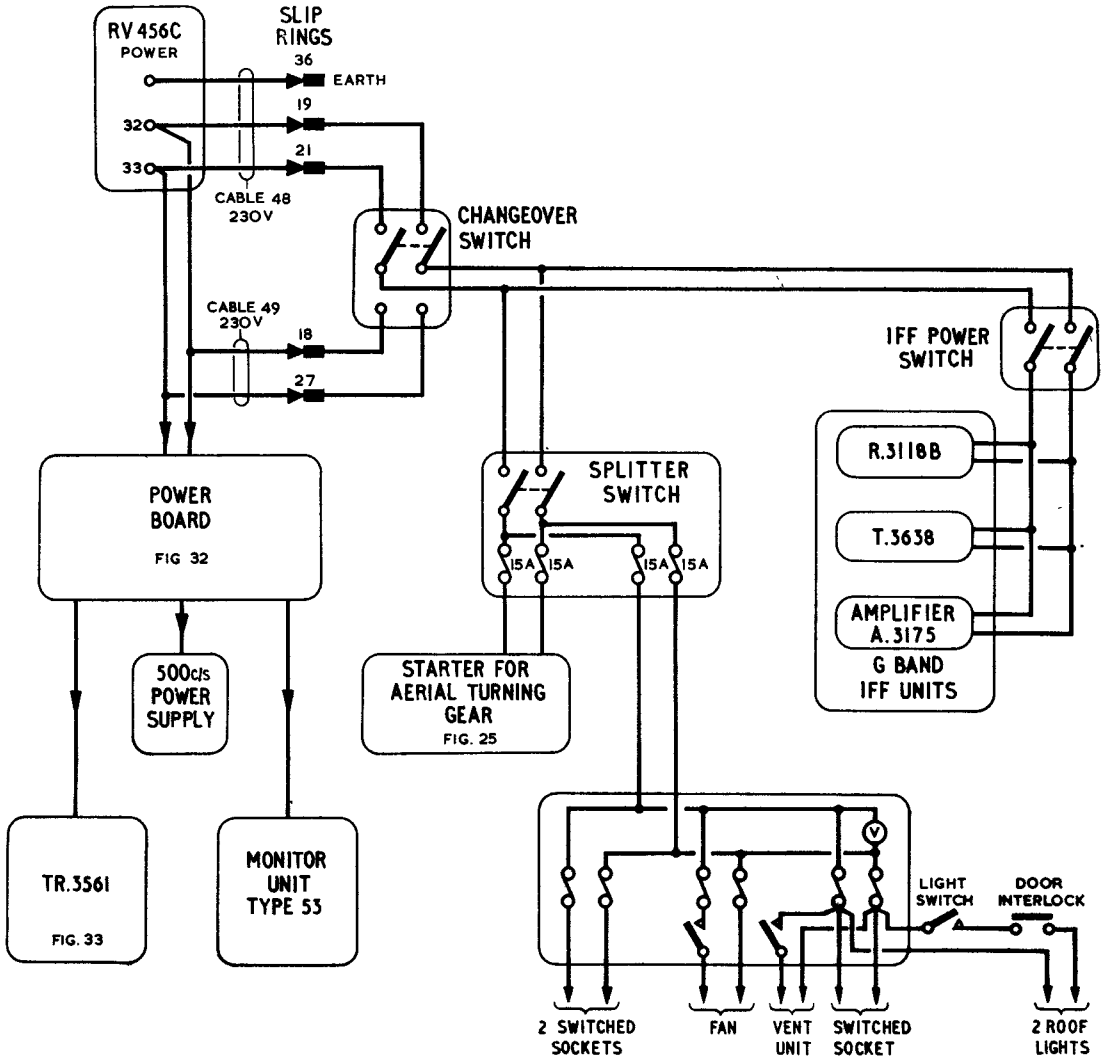 RV 456C
POWER
32
33
SLIP
RINGS
36
EARTH
19
21
CABLE 48
230V
CHANGEOVER
SWITCH
CABLE 49
230V
18
27
IFF POWER
SWITCH
R.3118B
T.3638
AMPLIFIER
A.3175
G BAND
IFF UNITS
SPLITTER
SWITCH
15A
15A
15A
15A
POWER
BOARD
FIG 32
500c/s
POWER
SUPPLY
STARTER FOR
AERIAL TURNING
GEAR
FIG. 25
TR.3561
FIG. 33
MONITOR
UNIT
TYPE 53
V
LIGHT
SWITCH
DOOR
INTERLOCK
2 SWITCHED
SOCKETS
FAN
VENT
UNIT
SWITCHED
SOCKET
2 ROOF
LIGHTS